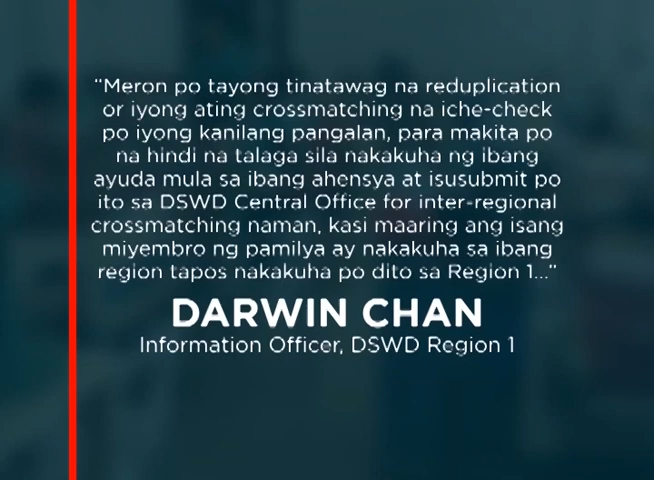 "Meron po tayong tinatawag na reduplication
or iyong ating crossmatching na iche-check
po iyong kanilang pangalan, para makita po
na hindi na talaga sila nakakuha ng ibang
ayuda mula sa ibang ahensya at isusubmit po
ito sa DSWD Central Office for inter-regional
crossmatching naman, kasi maaring ang isang
miyembro ng pamilya ay nakakuha sa ibang
region tapos nakakuha po dito sa Region 1..."
DARWIN CHAN
Information Officer, DSWD Region 1